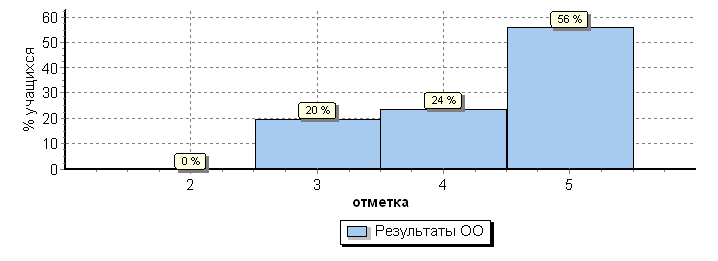 % учащихся
60
50
40
30
20
10
0
0 %
20 %
24 %
56 %
2 3 4 5
отметка
Результаты ОО